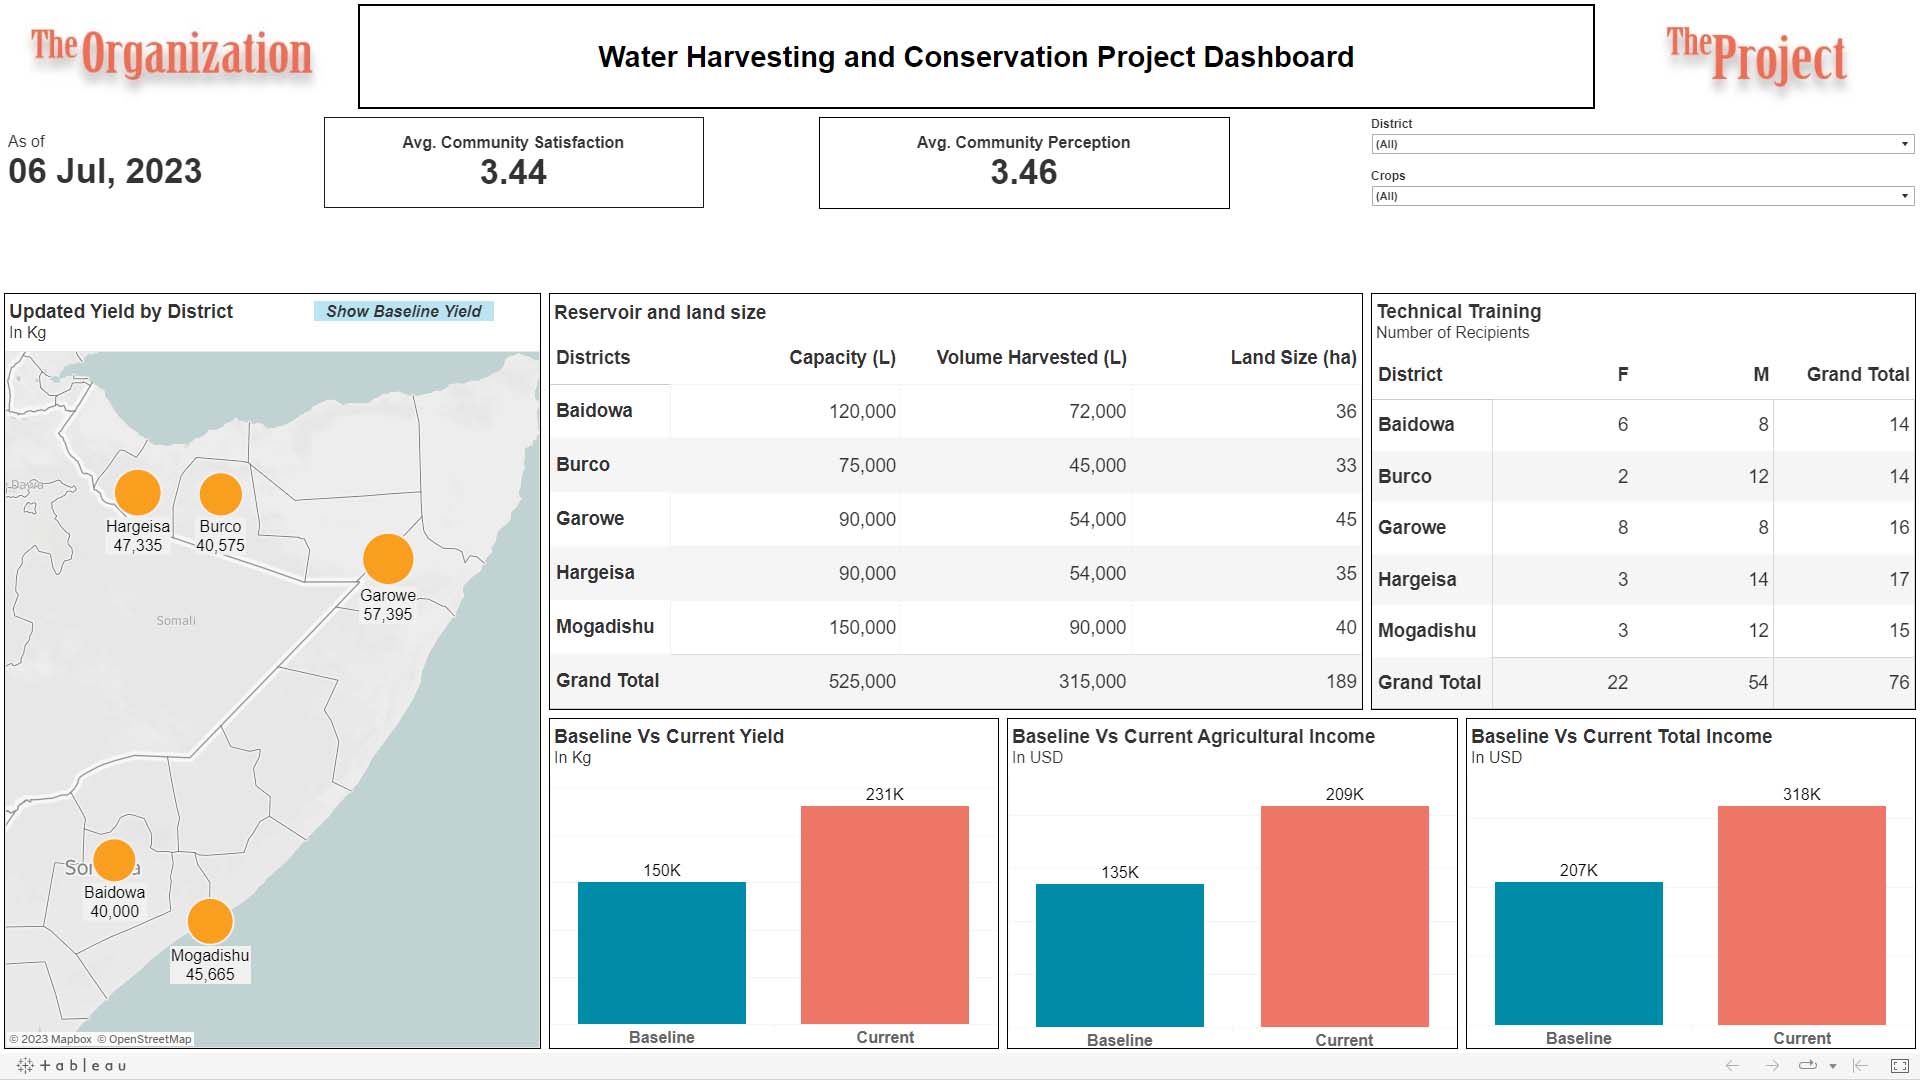 The Organization
Water Harvesting and Conservation Project Dashboard
The Project
As of
06 Jul, 2023
Avg. Community Satisfaction
3.44
Avg. Community Perception
3.46
District
(All)
Crops
(All)
Updated Yield by District
Show Baseline Yield
In Kg
Hargeisa
47,335
Burco
40,575
Garowe
57,395
Somali
Baidowa
40,000
Mogadishu
45,665
© 2023 Mapbox © OpenStreetMap
Reservoir and land size
Districts Capacity (L) Volume Harvested (L) Land Size (ha)
Baidowa 120,000 72,000 36
Burco 75,000 45,000 33
Garowe 90,000 54,000 45
Hargeisa 90,000 54,000 35
Mogadishu 150,000 90,000 40
Grand Total 525,000 315,000 189
Technical Training
Number of Recipients
District F M Grand Total
Baidowa 6 8 14
Burco 2 12 14
Garowe 8 8 16
Hargeisa 3 14 17
Mogadishu 3 12 15
Grand Total 22 54 76
Baseline Vs Current Yield
In Kg
150K 231K
Baseline Current
Baseline Vs Current Agricultural Income
In USD
135K 209K
Baseline Current
Baseline Vs Current Total Income
In USD
207K 318K
Baseline Current
tableau